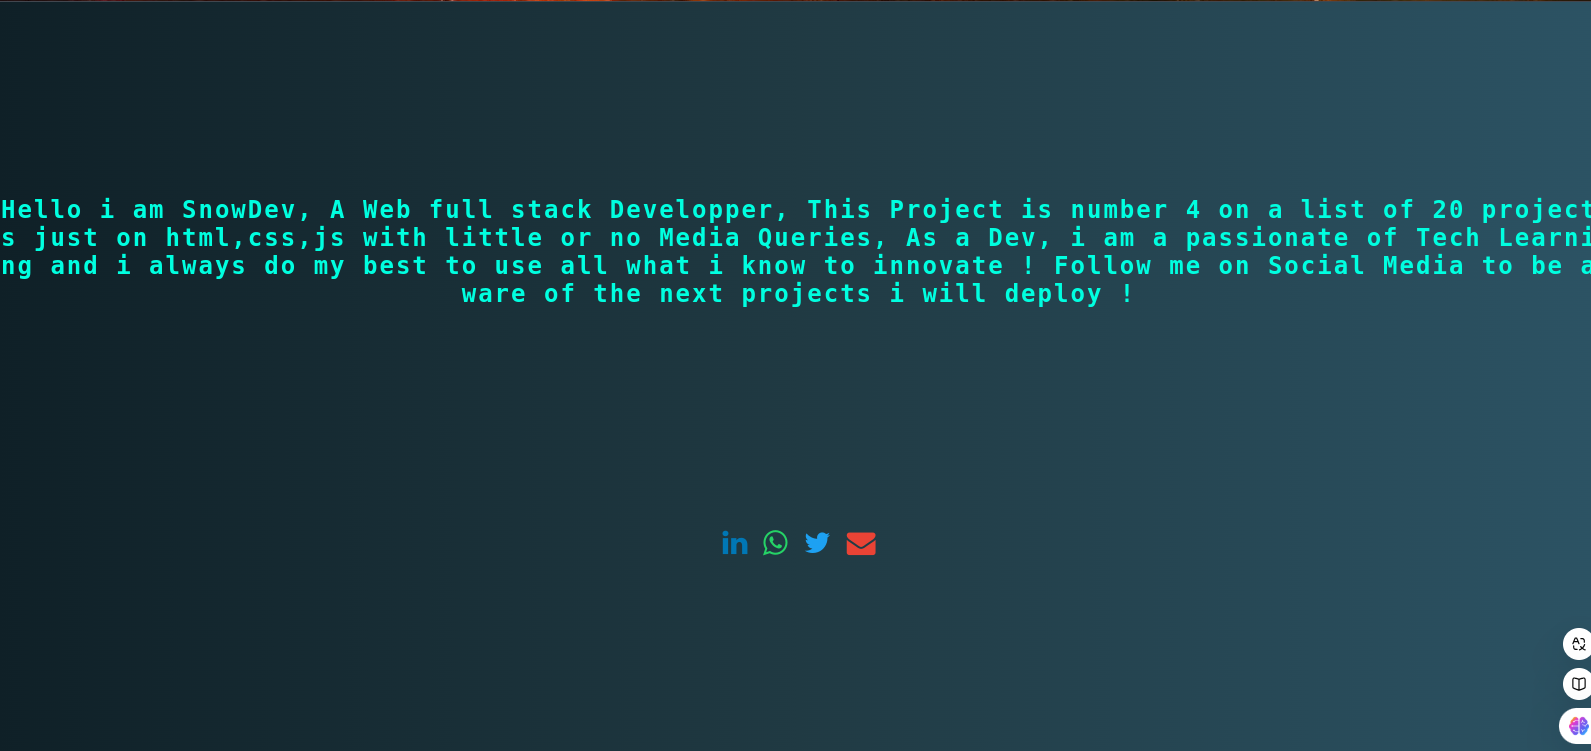 Hello i am SnowDev, A Web full stack Developper, This Project is number 4 on a list of 20 project
s just on html,css,js with little or no Media Queries, As a Dev, i am a passionate of Tech Learni
ng and i always do my best to use all what i know to innovate ! Follow me on Social Media to be a
ware of the next projects i will deploy !